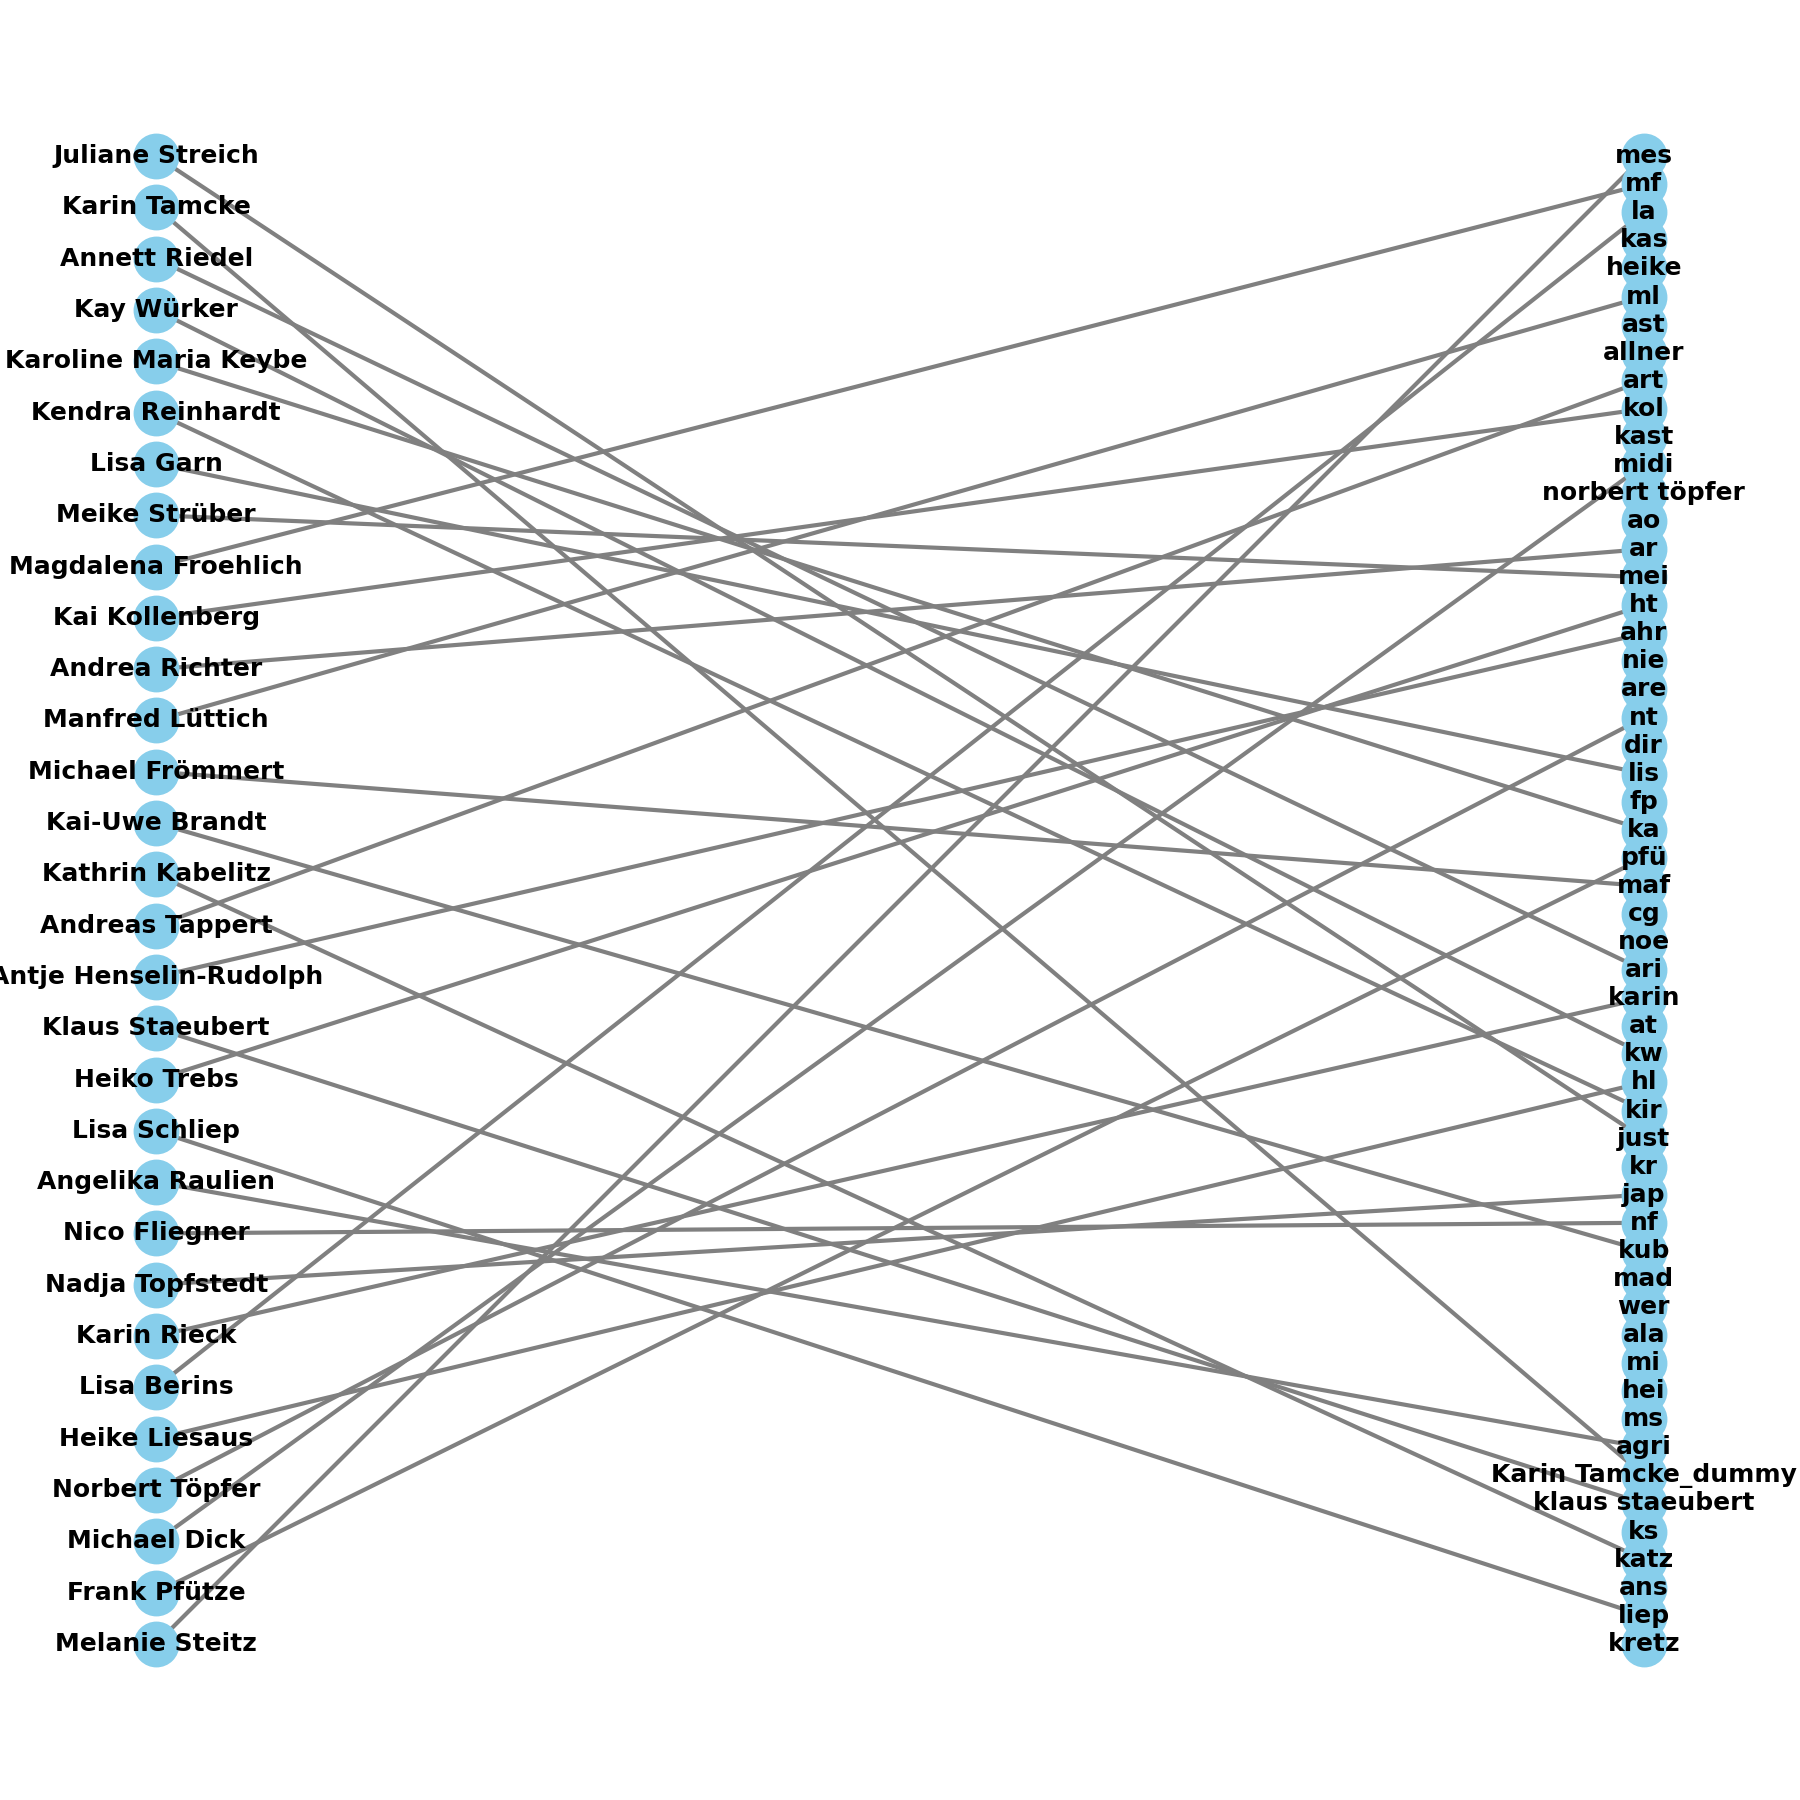 Juliane Streich
Karin Tamcke
Annett Riedel
Kay Würker
Karoline Maria Keybe
Kendra Reinhardt
Lisa Garn
Meike Strüber
Magdalena Froehlich
Kai Kollenberg
Andrea Richter
Manfred Lüttich
Michael Frömmert
Kai-Uwe Brandt
Kathrin Kabelitz
Andreas Tappert
Antje Henselin-Rudolph
Klaus Staeubert
Heiko Trebs
Lisa Schliep
Angelika Raulien
Nico Fliegner
Nadja Topfstedt
Karin Rieck
Lisa Berins
Heike Liesaus
Norbert Töpfer
Michael Dick
Frank Pfütze
Melanie Steitz
mes
mf
la
kas
heike
ml
ast
allner
art
kol
kast
midi
norbert töpfer
ao
ar
mei
ht
ahr
nie
are
nt
dir
lis
fp
ka
pfü
maf
cg
noe
ari
karin
at
kw
hl
kir
just
kr
jap
nf
kub
mad
wer
ala
mi
hei
ms
agri
Karin Tamcke_dummy
klaus staeubert
ks
katz
ans
liep
kretz